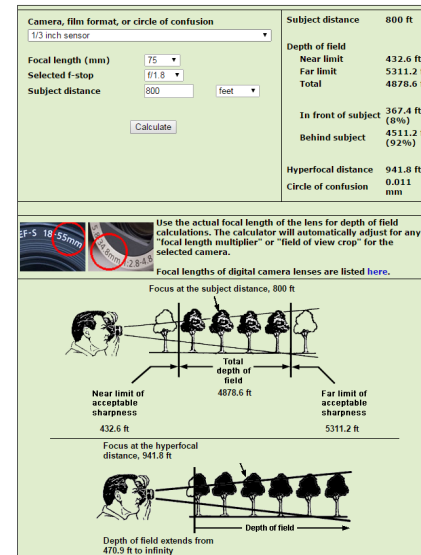 Camera, film format, or circle of confusion
1/3 inch sensor
Focal length (mm) 75
Selected f-stop f/1.8
Subject distance 800 feet
Calculate
Subject distance 800 ft
Depth of field
Near limit 432.6 ft
Far limit 5311.2 ft
Total 4878.6
In front of subject 367.4 ft
(8%)
Behind subject 4511.2
(92%)
Hyperfocal distance 941.8 ft
Circle of confusion 0.011
mm
EF-S 18-55mm
34.8mm 1:2.8-4.8
Use the actual focal length of the lens for depth of field
calculations. The calculator will automatically adjust for any
"focal length multiplier" or "field of view crop" for the
selected camera.
Focal lengths of digital camera lenses are listed here.
Focus at the subject distance, 800 ft
Total
depth of
field
4878.6 ft
Near limit of
acceptable
sharpness
432.6 ft
Far limit of
acceptable
sharpness
5311.2 ft
Focus at the hyperfocal
distance, 941.8 ft
Depth of field
Depth of field extends from
470.9 ft to infinity